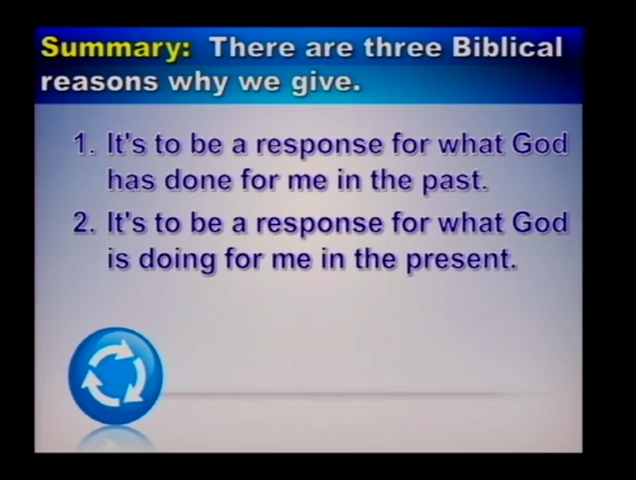 Summary: There are three Biblical
reasons why we give.
1. It's to be a response for what God
has done for me in the past.
2. It's to be a response for what God
is doing for me in the present.